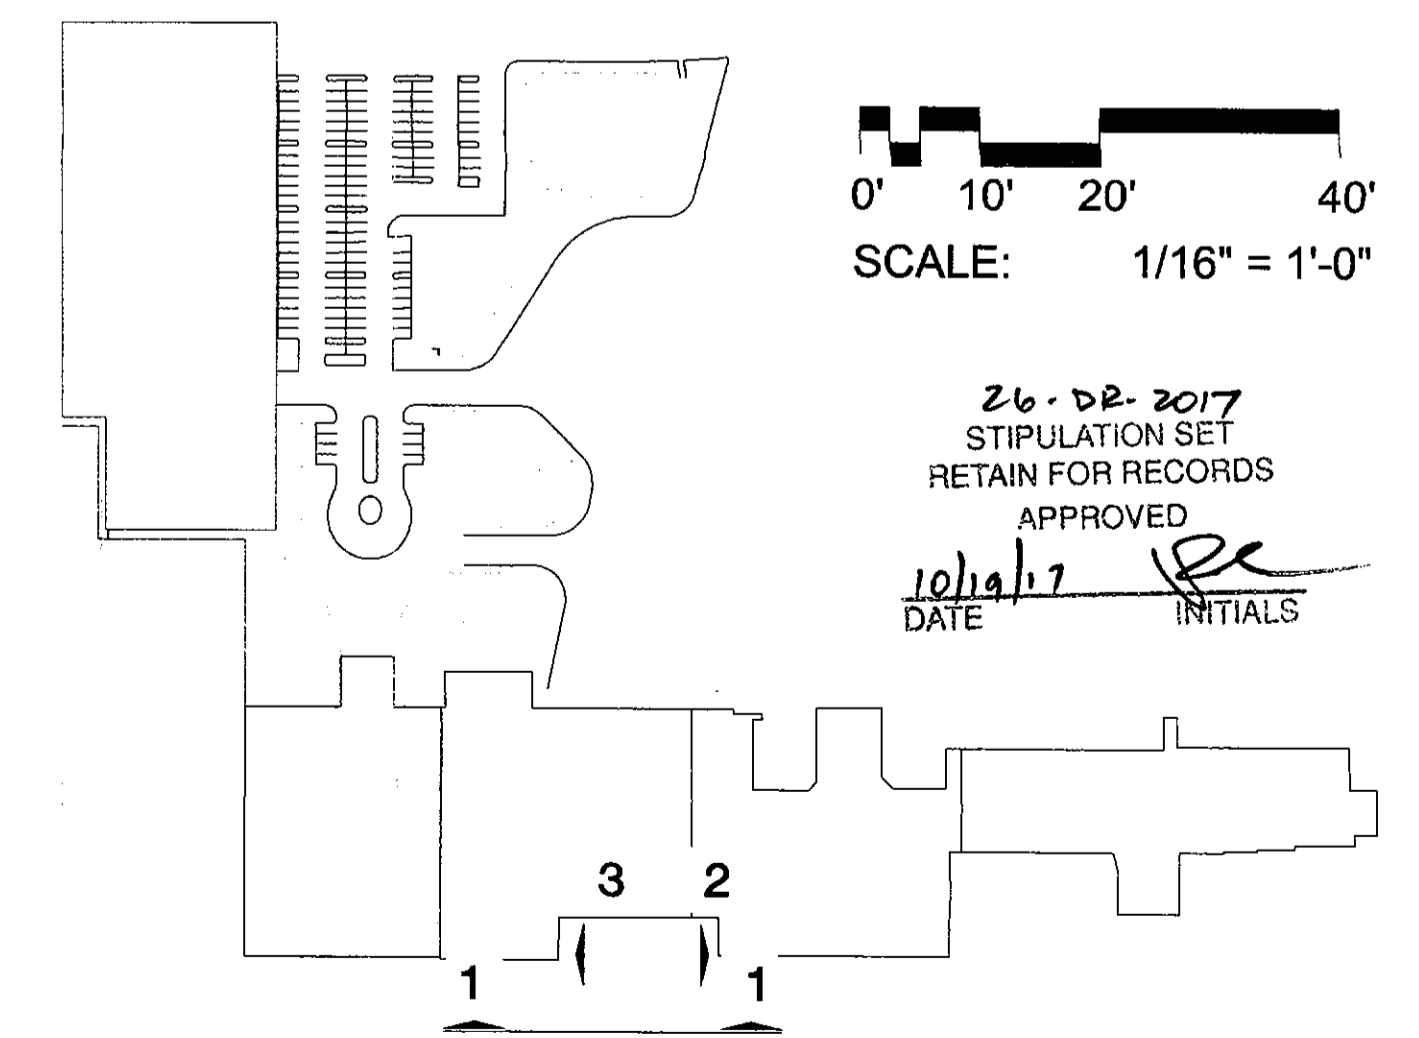 0' 10' 20' 40'
SCALE: 1/16" = 1'-0"
26-DR-2017
STIPULATION SET
RETAIN FOR RECORDS
APPROVED
10/19/17
DATE INITIALS
3 2
1 1